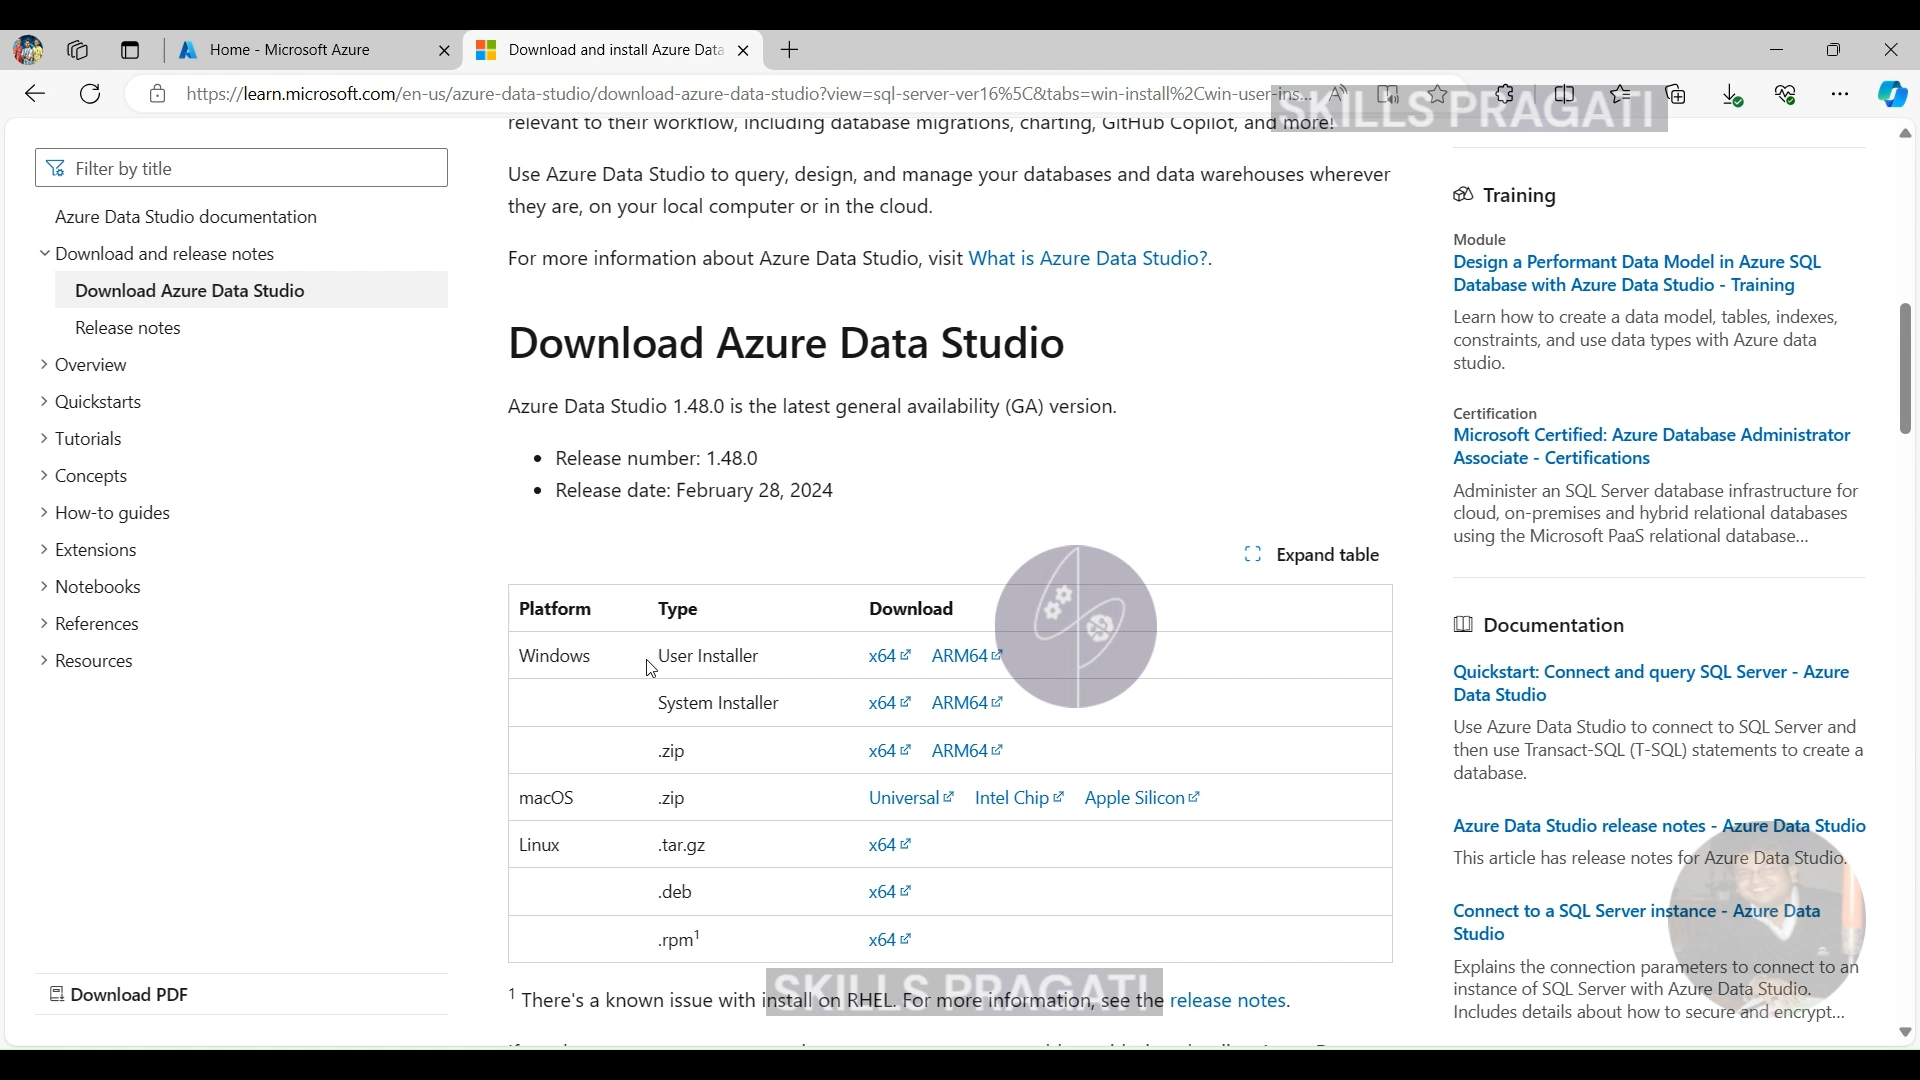 Home - Microsoft Azure
Download and install Azure Data
https://learn.microsoft.com/en-us/azure-data-studio/download-azure-data-studio?view=sql-server-ver16%5C&tabs=win-install%2Cwin-user-ins...
SKILLS PRAGATI
Filter by title
Azure Data Studio documentation
Download and release notes
Download Azure Data Studio
Release notes
Overview
Quickstarts
Tutorials
Concepts
How-to guides
Extensions
Notebooks
References
Resources
Download PDF
relevant to their workflow, including database migrations, charting, GitHub Copilot, and more!
Use Azure Data Studio to query, design, and manage your databases and data warehouses wherever
they are, on your local computer or in the cloud.
For more information about Azure Data Studio, visit What is Azure Data Studio?.
Download Azure Data Studio
Azure Data Studio 1.48.0 is the latest general availability (GA) version.
• Release number: 1.48.0
• Release date: February 28, 2024
Expand table
Platform Type Download
Windows User Installer x64 ARM64
System Installer x64 ARM64
.zip x64 ARM64
macOS .zip Universal Intel Chip Apple Silicon
Linux .tar.gz x64
.deb x64
.rpm1 x64
SKILLS PRAGATI
1 There's a known issue with install on RHEL. For more information, see the release notes.
Training
Module
Design a Performant Data Model in Azure SQL
Database with Azure Data Studio - Training
Learn how to create a data model, tables, indexes,
constraints, and use data types with Azure data
studio.
Certification
Microsoft Certified: Azure Database Administrator
Associate - Certifications
Administer an SQL Server database infrastructure for
cloud, on-premises and hybrid relational databases
using the Microsoft PaaS relational database...
Documentation
Quickstart: Connect and query SQL Server - Azure
Data Studio
Use Azure Data Studio to connect to SQL Server and
then use Transact-SQL (T-SQL) statements to create a
database.
Azure Data Studio release notes - Azure Data Studio
This article has release notes for Azure Data Studio.
Connect to a SQL Server instance - Azure Data
Studio
Explains the connection parameters to connect to an
instance of SQL Server with Azure Data Studio.
Includes details about how to secure and encrypt...